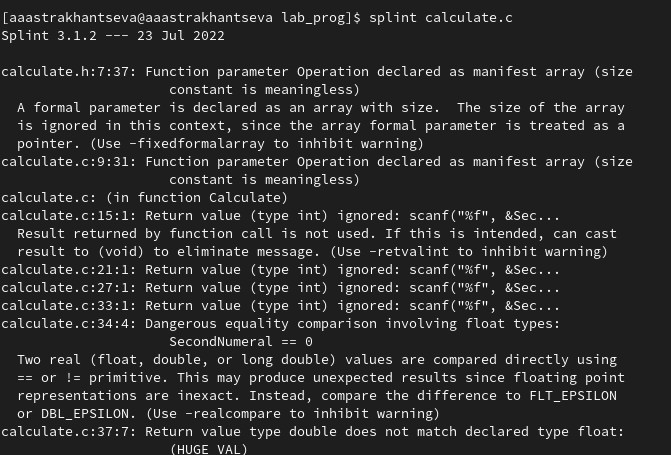 [aaastrakhantseva@aaastrakhantseva lab_prog]$ splint calculate.c
Splint 3.1.2 --- 23 Jul 2022
calculate.h:7:37: Function parameter Operation declared as manifest array (size
constant is meaningless)
A formal parameter is declared as an array with size.  The size of the array
is ignored in this context, since the array formal parameter is treated as a
pointer. (Use -fixedformalarray to inhibit warning)
calculate.c:9:31: Function parameter Operation declared as manifest array (size
constant is meaningless)
calculate.c: (in function Calculate)
calculate.c:15:1: Return value (type int) ignored: scanf("%f", &Sec...
Result returned by function call is not used. If this is intended, can cast
result to (void) to eliminate message. (Use -retvalint to inhibit warning)
calculate.c:21:1: Return value (type int) ignored: scanf("%f", &Sec...
calculate.c:27:1: Return value (type int) ignored: scanf("%f", &Sec...
calculate.c:33:1: Return value (type int) ignored: scanf("%f", &Sec...
calculate.c:34:4: Dangerous equality comparison involving float types:
SecondNumeral == 0
Two real (float, double, or long double) values are compared directly using
== or != primitive. This may produce unexpected results since floating point
representations are inexact. Instead, compare the difference to FLT_EPSILON
or DBL_EPSILON. (Use -realcompare to inhibit warning)
calculate.c:37:7: Return value type double does not match declared type float:
(HUGE_VAL)